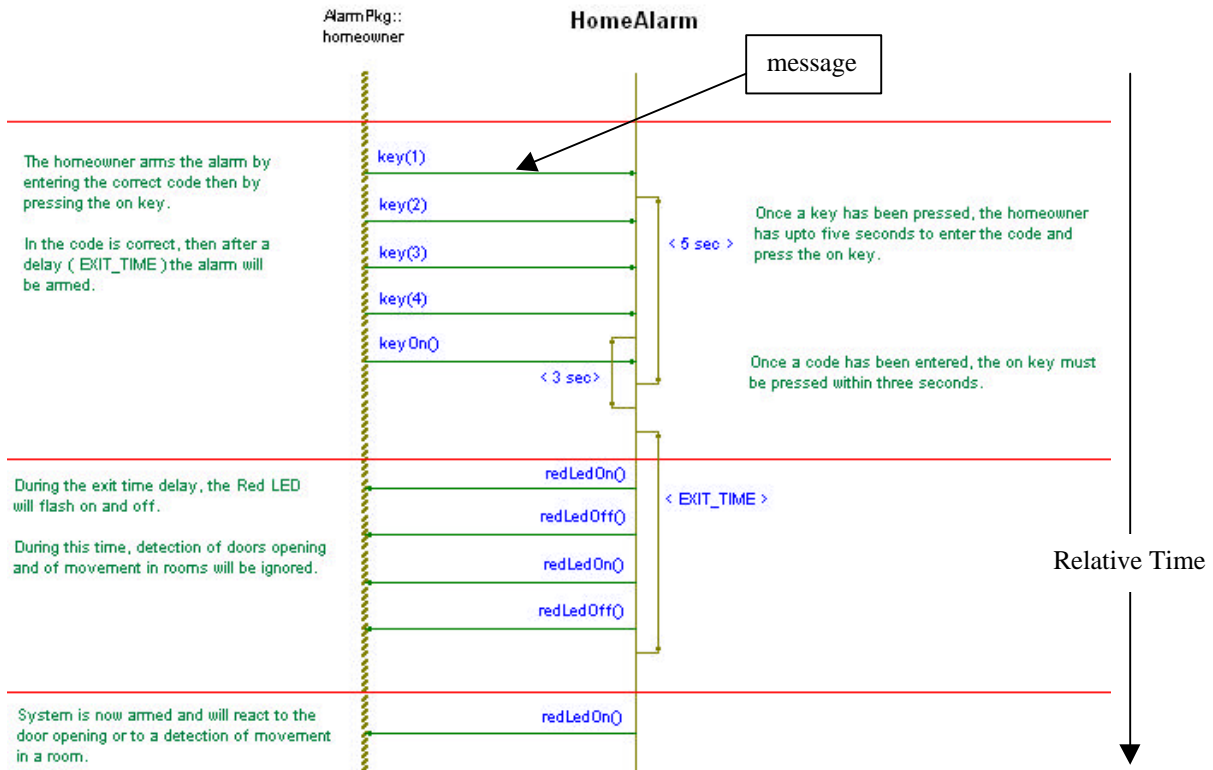 AlarmPkg::
homeowner
HomeAlarm
message
The homeowner arms the alarm by
entering the correct code then by
pressing the on key.
In the code is correct, then after a
delay ( EXIT_TIME ) the alarm will
be armed.
key(1)
key(2)
key(3)
key(4)
keyOn()
< 5 sec >
Once a key has been pressed, the homeowner
has upto five seconds to enter the code and
press the on key.
< 3 sec>
Once a code has been entered, the on key must
be pressed within three seconds.
During the exit time delay, the Red LED
will flash on and off.
During this time, detection of doors opening
and of movement in rooms will be ignored.
redLedOn()
redLedOff()
redLedOn()
redLedOff()
< EXIT_TIME >
Relative Time
System is now armed and will react to the
door opening or to a detection of movement
in a room.
redLedOn()